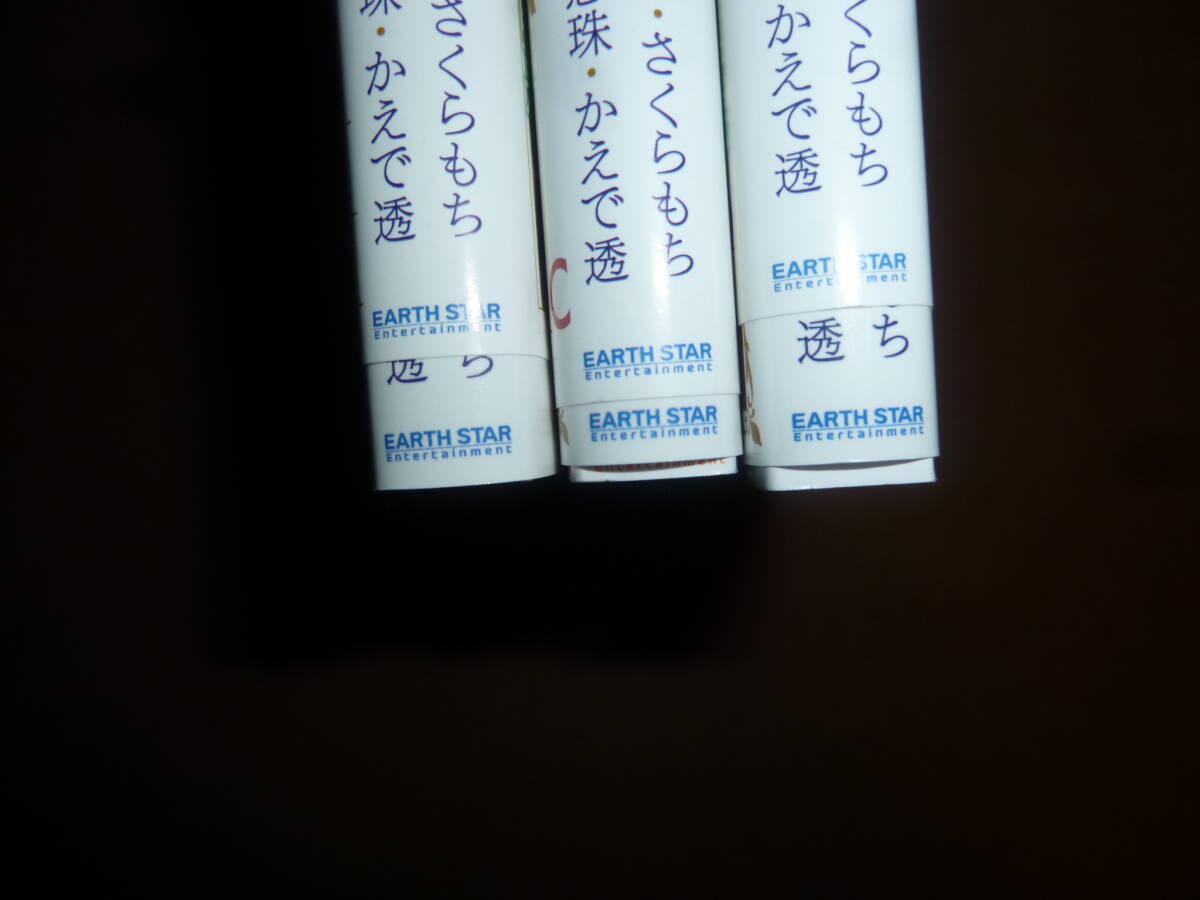 さくらもち
珠・かえで透
EARTH STAR
Entertainment
ち
透
EARTH STAR
Entertainment
・さくらもち
珠・かえで透
C
EARTH STAR
Entertainment
EARTH STAR
Entertainment
Entertainment
くらもち
かえで透
EARTH STAR
Entertainment
ち
透
EARTH STAR
Entertainment